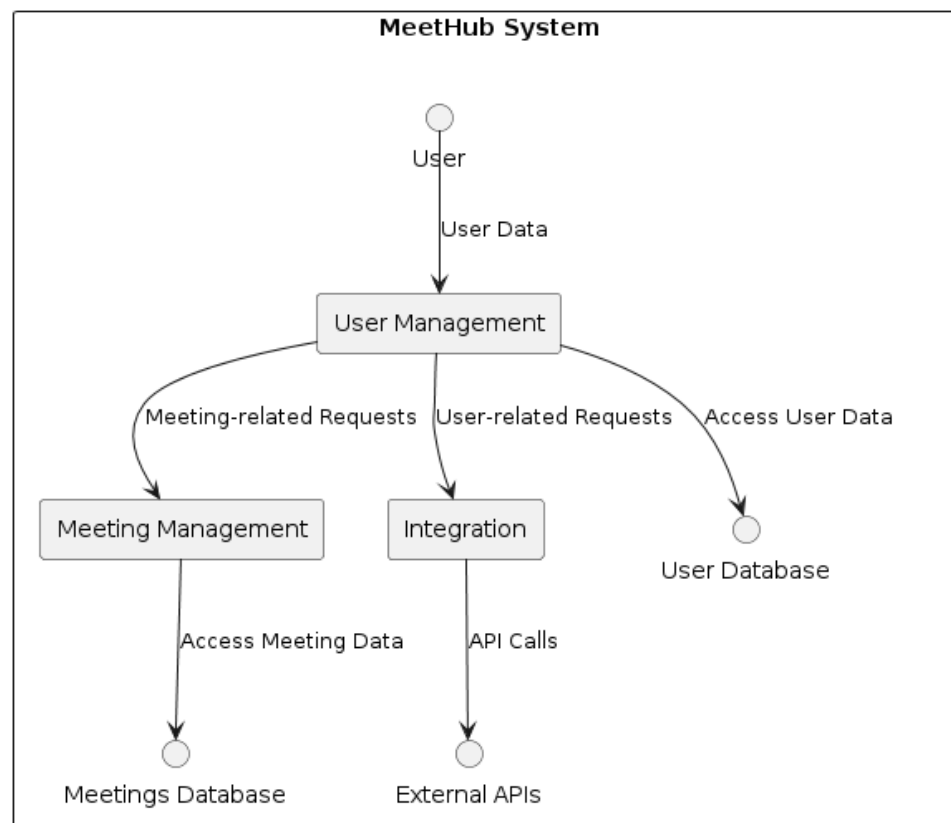 MeetHub System
User
User Data
User Management
Meeting-related Requests
User-related Requests
Access User Data
Meeting Management
Integration
User Database
Access Meeting Data
API Calls
Meetings Database
External APIs